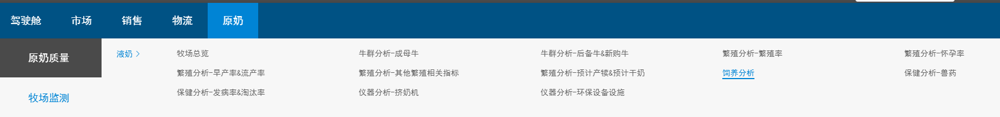 驾驶舱 市场 销售 物流 原奶
原奶质量
液奶 牧场总览 牛群分析-成母牛 牛群分析-后备牛&新购牛 繁殖分析-繁殖率 繁殖分析-怀孕率
繁殖分析-早产率&流产率 繁殖分析-其他繁殖相关指标 繁殖分析-预计产犊&预计干奶 饲养分析 保健分析-兽药
保健分析-发病率&淘汰率 仪器分析-挤奶机 仪器分析-环保设备设施
牧场监测